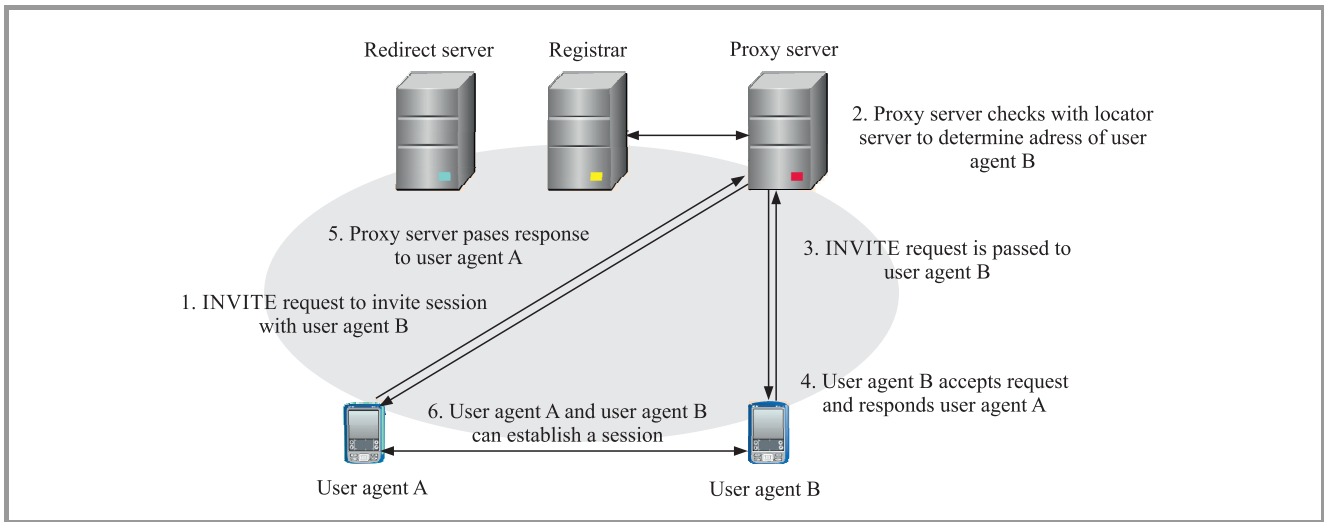 Redirect server
Registrar
Proxy server
2. Proxy server checks with locator
server to determine adress of user
agent B
5. Proxy server pases response
to user agent A
3. INVITE request is passed to
user agent B
1. INVITE request to invite session
with user agent B
4. User agent B accepts request
and responds user agent A
6. User agent A and user agent B
can establish a session
User agent A
User agent B